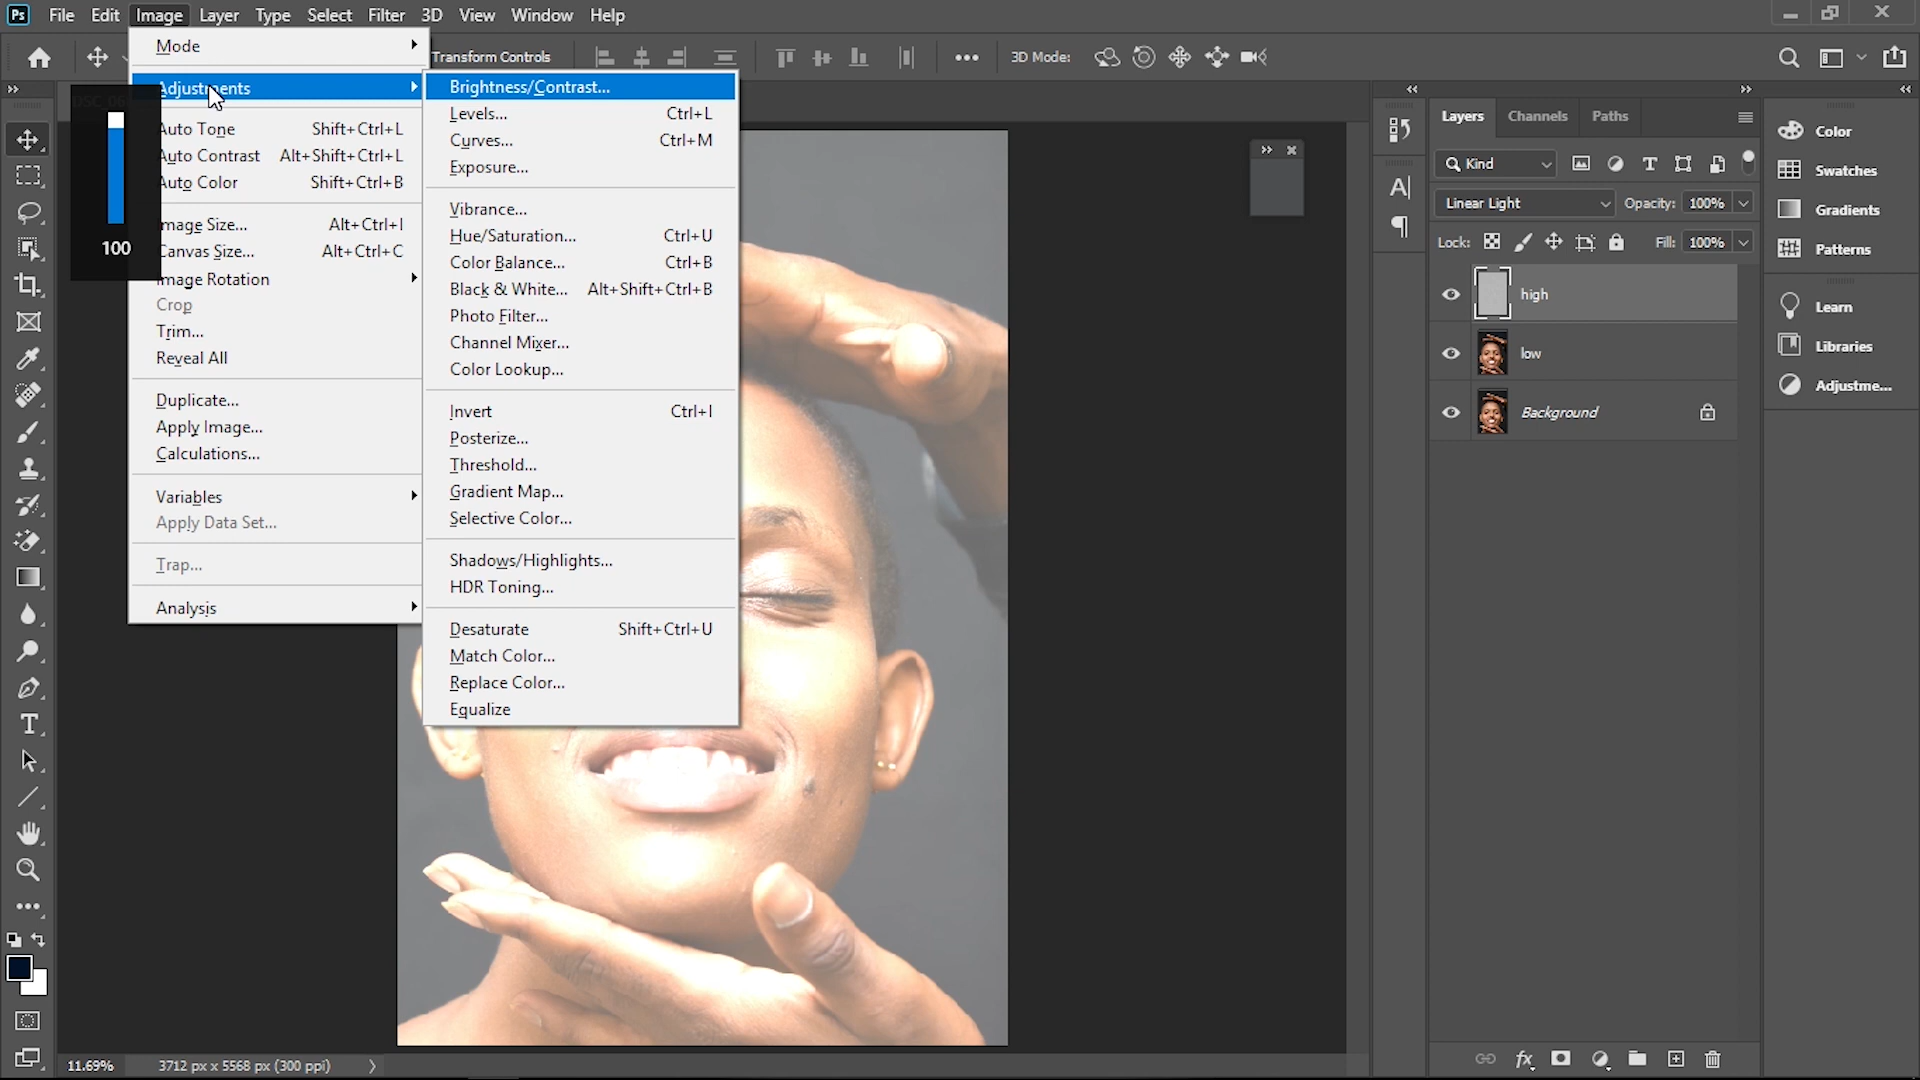 Ps File Edit Image Layer Type Select Filter 3D View Window Help
Transform Controls 3D Mode:
Mode
Adjustments
Auto Tone Shift+Ctrl+L
Auto Contrast Alt+Shift+Ctrl+L
Auto Color Shift+Ctrl+B
Image Size... Alt+Ctrl+I
Canvas Size... Alt+Ctrl+C
Image Rotation
Crop
Trim...
Reveal All
Duplicate...
Apply Image...
Calculations...
Variables
Apply Data Set...
Trap...
Analysis
100
Brightness/Contrast...
Levels... Ctrl+L
Curves... Ctrl+M
Exposure...
Vibrance...
Hue/Saturation... Ctrl+U
Color Balance... Ctrl+B
Black & White... Alt+Shift+Ctrl+B
Photo Filter...
Channel Mixer...
Color Lookup...
Invert Ctrl+I
Posterize...
Threshold...
Gradient Map...
Selective Color...
Shadows/Highlights...
HDR Toning...
Desaturate Shift+Ctrl+U
Match Color...
Replace Color...
Equalize
Layers Channels Paths
Kind
Linear Light Opacity: 100%
Lock: Fill: 100%
high
low
Background
Color
Swatches
Gradients
Patterns
Learn
Libraries
Adjustme...
11.69% 3712 px x 5568 px (300 ppi)